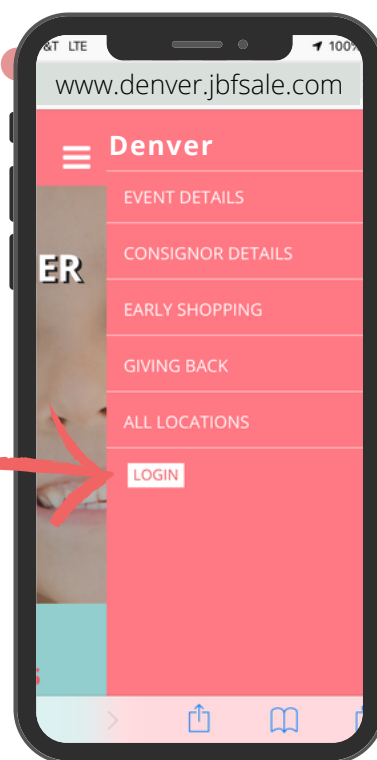 &T LTE 100%
www.denver.jbfsale.com
Denver
EVENT DETAILS
CONSIGNOR DETAILS
ER
EARLY SHOPPING
GIVING BACK
ALL LOCATIONS
LOGIN
S